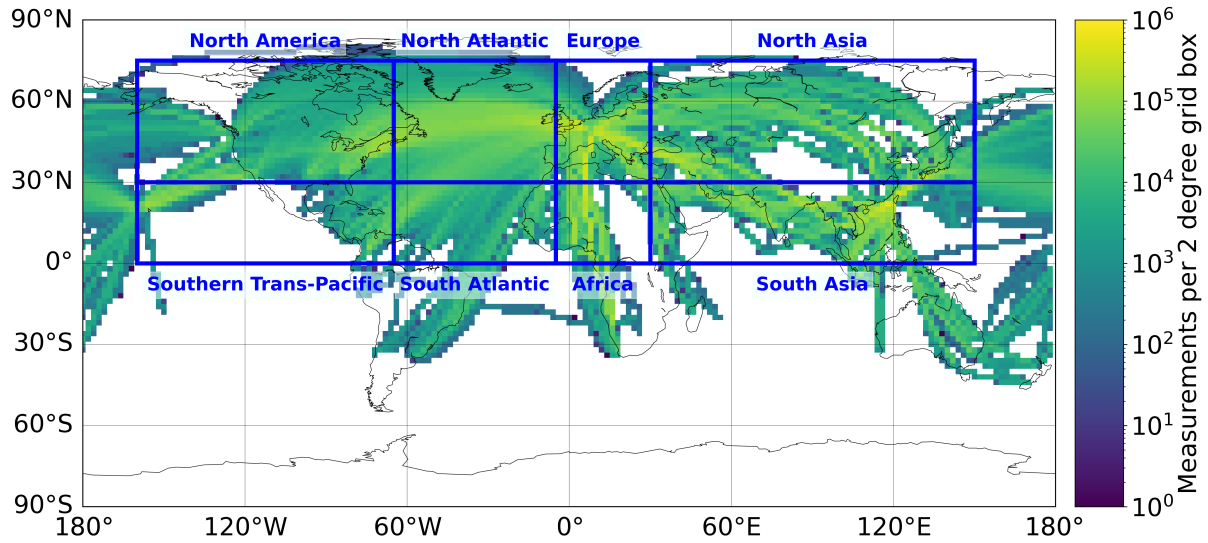 90°N
60°N
30°N
0°
30°S
60°S
90°S
180°
120°W
60°W
0°
60°E
120°E
180°
North America
North Atlantic
Europe
North Asia
Southern Trans-Pacific
South Atlantic
Africa
South Asia
10^6
10^5
10^4
10^3
10^2
10^1
10^0
Measurements per 2 degree grid box